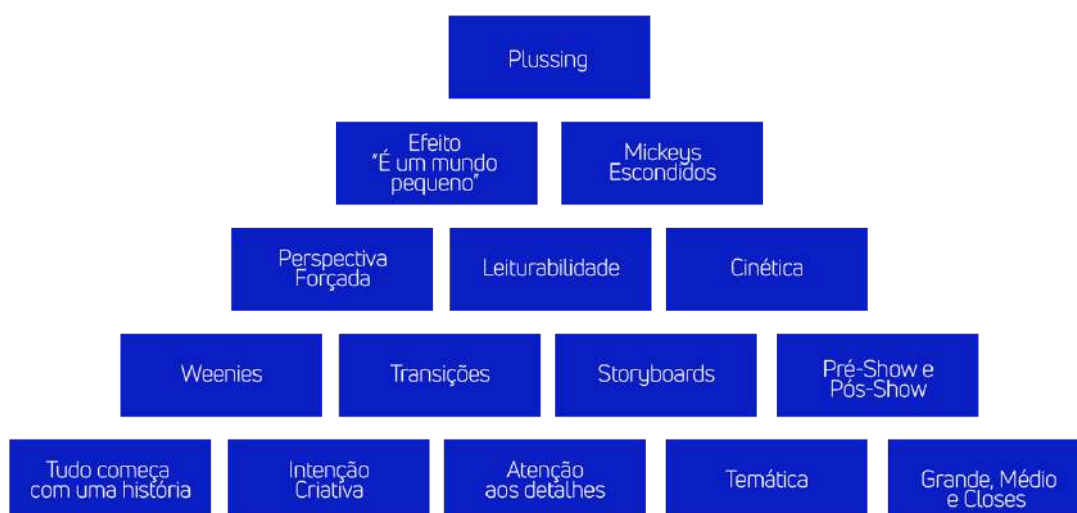 Plussing
Efeito
"É um mundo
pequeno"
Mickeys
Escondidos
Perspectiva
Forçada
Leiturabilidade
Cinética
Weenies
Transições
Storyboards
Pré-Show e
Pós-Show
Tudo começa
com uma história
Intenção
Criativa
Atenção
aos detalhes
Temática
Grande, Médio
e Closes